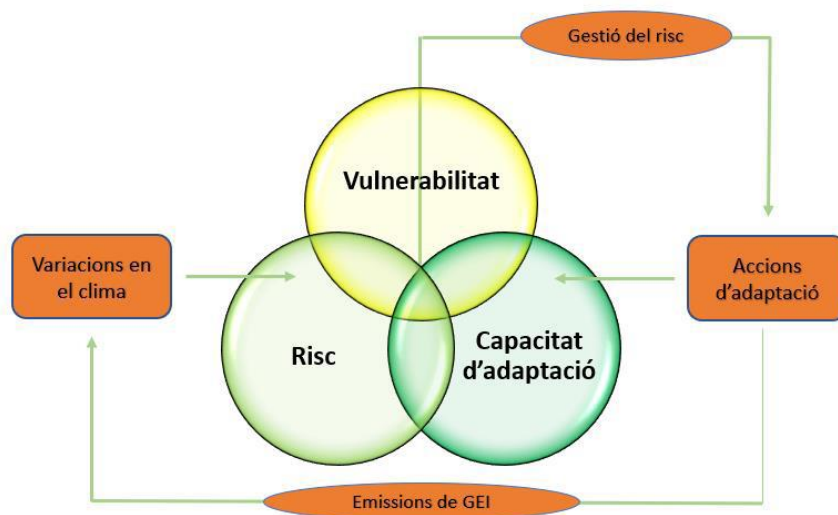 Gestió del risc
Vulnerabilitat
Variacions en
el clima
Accions
d'adaptació
Risc
Capacitat
d'adaptació
Emissions de GEI